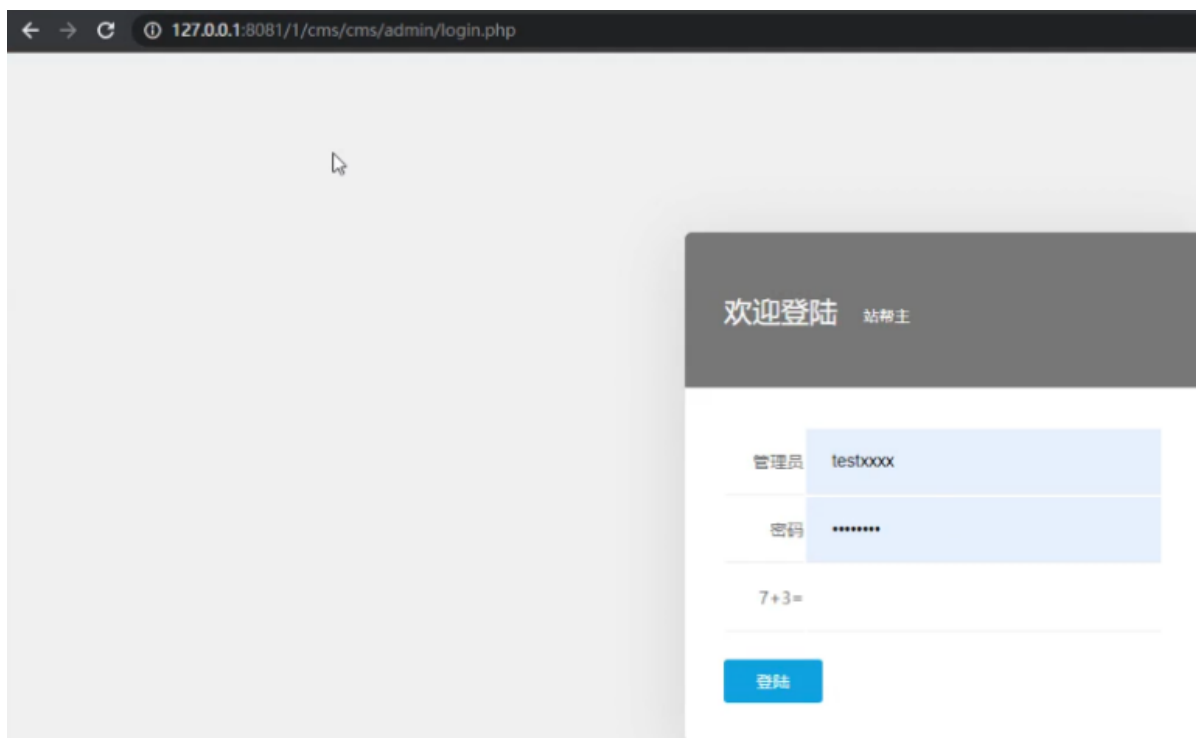 127.0.0.1:8081/1/cms/cms/admin/login.php
欢迎登陆 站帮主
管理员 testxxxx
密码 ••••••••
7+3=
登陆